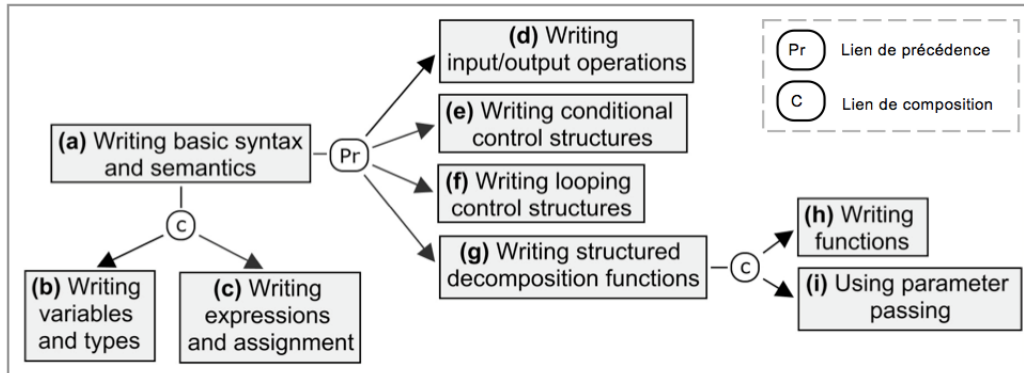 (d) Writing
input/output operations
Pr
Lien de précédence
C
Lien de composition
(e) Writing conditional
control structures
(a) Writing basic syntax
and semantics
Pr
(f) Writing looping
control structures
C
(g) Writing structured
decomposition functions
C
(h) Writing
functions
(i) Using parameter
passing
(b) Writing
variables
and types
(c) Writing
expressions
and assignment